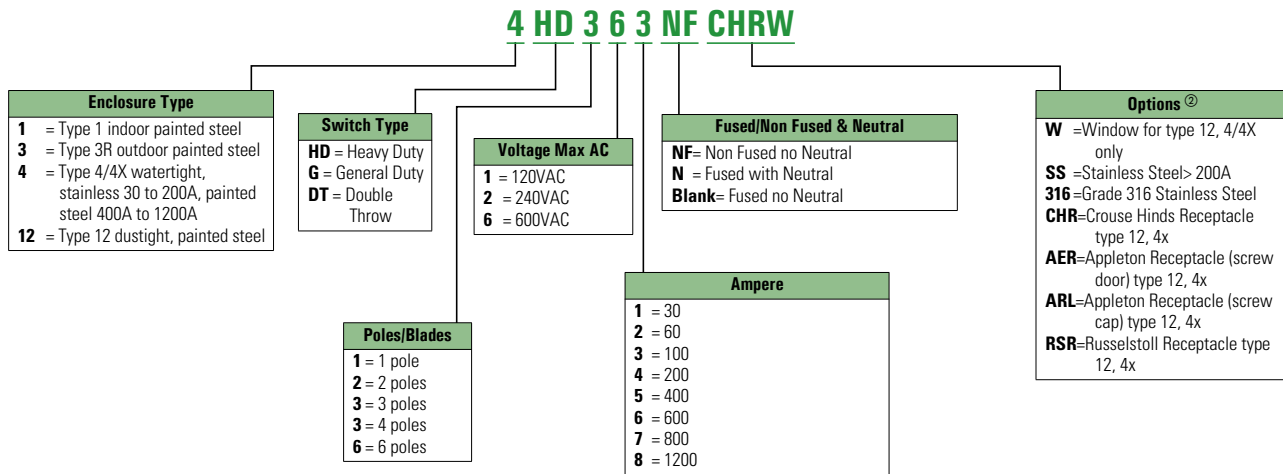 4 HD 3 6 3 NF CHRW
Enclosure Type
1 = Type 1 indoor painted steel
3 = Type 3R outdoor painted steel
4 = Type 4/4X watertight,
stainless 30 to 200A, painted
steel 400A to 1200A
12 = Type 12 dustight, painted steel
Switch Type
HD = Heavy Duty
G = General Duty
DT = Double
Throw
Voltage Max AC
1 = 120VAC
2 = 240VAC
6 = 600VAC
Fused/Non Fused & Neutral
NF= Non Fused no Neutral
N = Fused with Neutral
Blank= Fused no Neutral
Options ②
W =Window for type 12, 4/4X
only
SS =Stainless Steel> 200A
316 =Grade 316 Stainless Steel
CHR=Crouse Hinds Receptacle
type 12, 4x
AER=Appleton Receptacle (screw
door) type 12, 4x
ARL=Appleton Receptacle (screw
cap) type 12, 4x
RSR=Russelstoll Receptacle type
12, 4x
Poles/Blades
1 = 1 pole
2 = 2 poles
3 = 3 poles
3 = 4 poles
6 = 6 poles
Ampere
1 = 30
2 = 60
3 = 100
4 = 200
5 = 400
6 = 600
7 = 800
8 = 1200